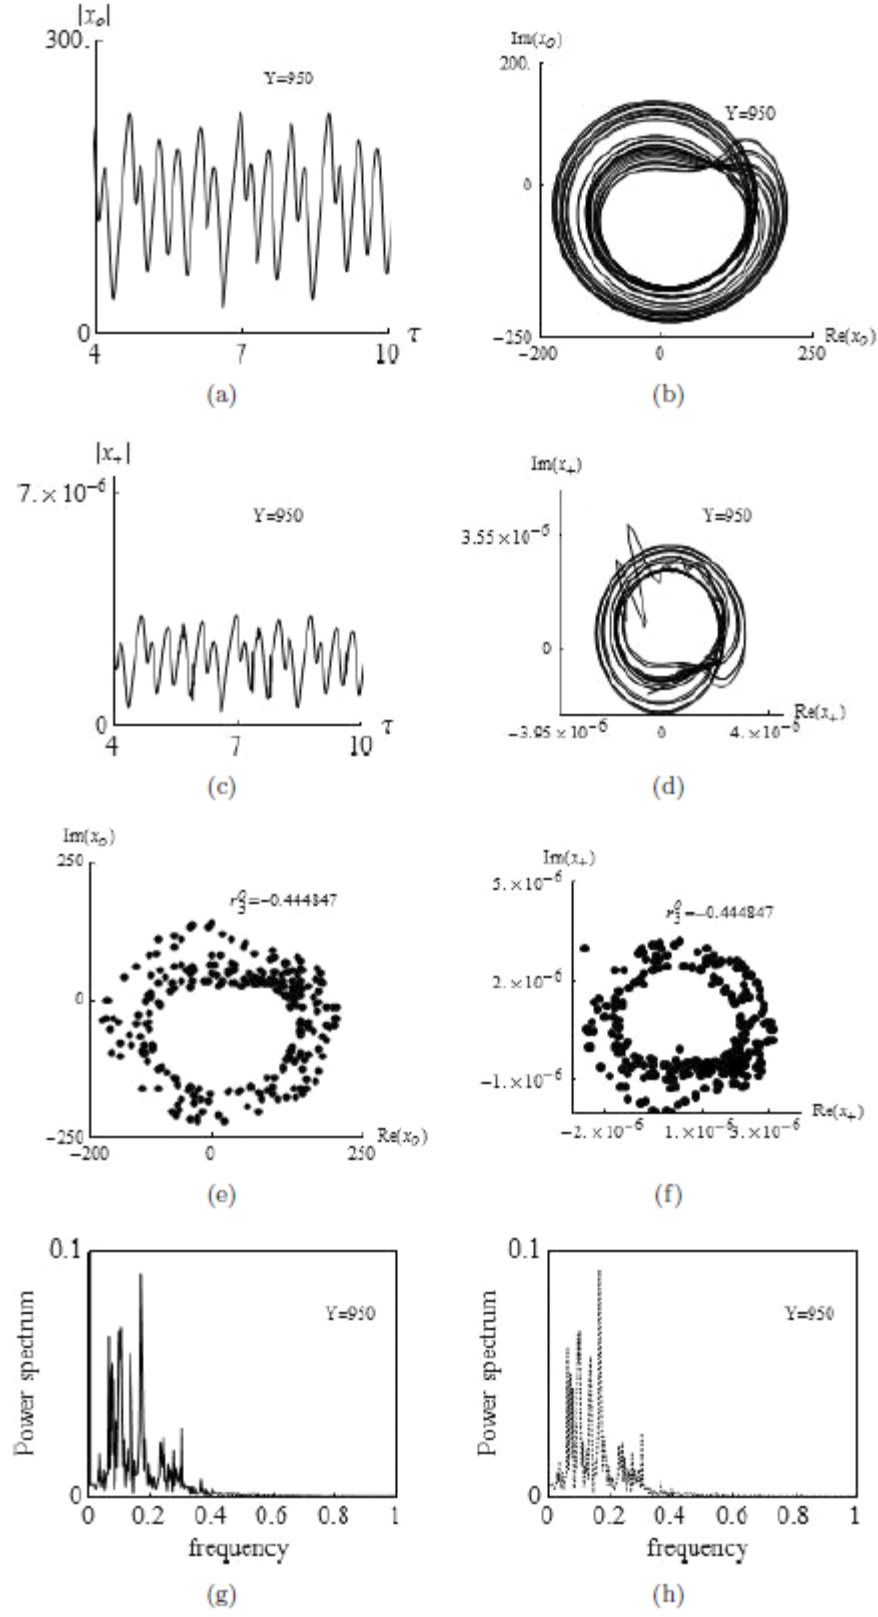 |x₀|
300.
Y=950
0
4
7
10
τ
(a)
Im(x₀)
200.
Y=950
0
−250
−200
0
250
Re(x₀)
(b)
|x₊|
7.×10⁻⁶
Y=950
0
4
7
10
τ
(c)
Im(x₊)
3.55×10⁻⁶
Y=950
0
−3.95×10⁻⁶
0
4.×10⁻⁶
Re(x₊)
(d)
Im(x₀)
250
r₃⁰=−0.444847
0
−250
−200
0
250
Re(x₀)
(e)
Im(x₊)
5.×10⁻⁶
r₃⁰=−0.444847
2.×10⁻⁶
−1.×10⁻⁶
−2.×10⁻⁶
1.×10⁻⁶
3.×10⁻⁶
Re(x₊)
(f)
0.1
Y=950
Power spectrum
0
0 0.2 0.4 0.6 0.8 1
frequency
(g)
0.1
Y=950
Power spectrum
0
0 0.2 0.4 0.6 0.8 1
frequency
(h)